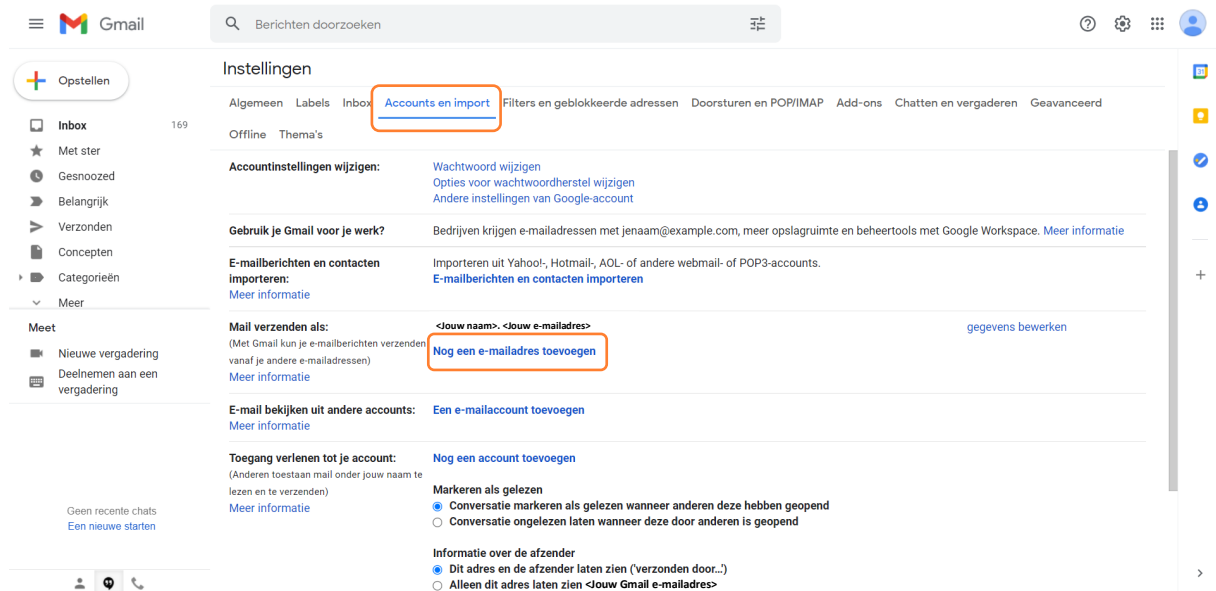 Gmail
Berichten doorzoeken
31
Opstellen
Inbox 169
Met ster
Gesnoozed
Belangrijk
Verzonden
Concepten
Categorieën
Meer
Meet
Nieuwe vergadering
Deelnemen aan een
vergadering
Geen recente chats
Een nieuwe starten
Instellingen
Algemeen Labels Inbox Accounts en import Filters en geblokkeerde adressen Doorsturen en POP/IMAP Add-ons Chatten en vergaderen Geavanceerd
Offline Thema's
Accountinstellingen wijzigen: Wachtwoord wijzigen
Opties voor wachtwoordherstel wijzigen
Andere instellingen van Google-account
Gebruik je Gmail voor je werk? Bedrijven krijgen e-mailadressen met jenaam@example.com, meer opslagruimte en beheertools met Google Workspace. Meer informatie
E-mailberichten en contacten
importeren:
Meer informatie
Importeren uit Yahoo!-, Hotmail-, AOL- of andere webmail- of POP3-accounts.
E-mailberichten en contacten importeren
Mail verzenden als:
(Met Gmail kun je e-mailberichten verzenden
vanaf je andere e-mailadressen)
Meer informatie
<Jouw naam>. <Jouw e-mailadres> gegevens bewerken
Nog een e-mailadres toevoegen
E-mail bekijken uit andere accounts: Een e-mailaccount toevoegen
Meer informatie
Toegang verlenen tot je account:
(Anderen toestaan mail onder jouw naam te
lezen en te verzenden)
Meer informatie
Nog een account toevoegen
Markeren als gelezen
Conversatie markeren als gelezen wanneer anderen deze hebben geopend
Conversatie ongelezen laten wanneer deze door anderen is geopend
Informatie over de afzender
Dit adres en de afzender laten zien ('verzonden door...')
Alleen dit adres laten zien <Jouw Gmail e-mailadres>